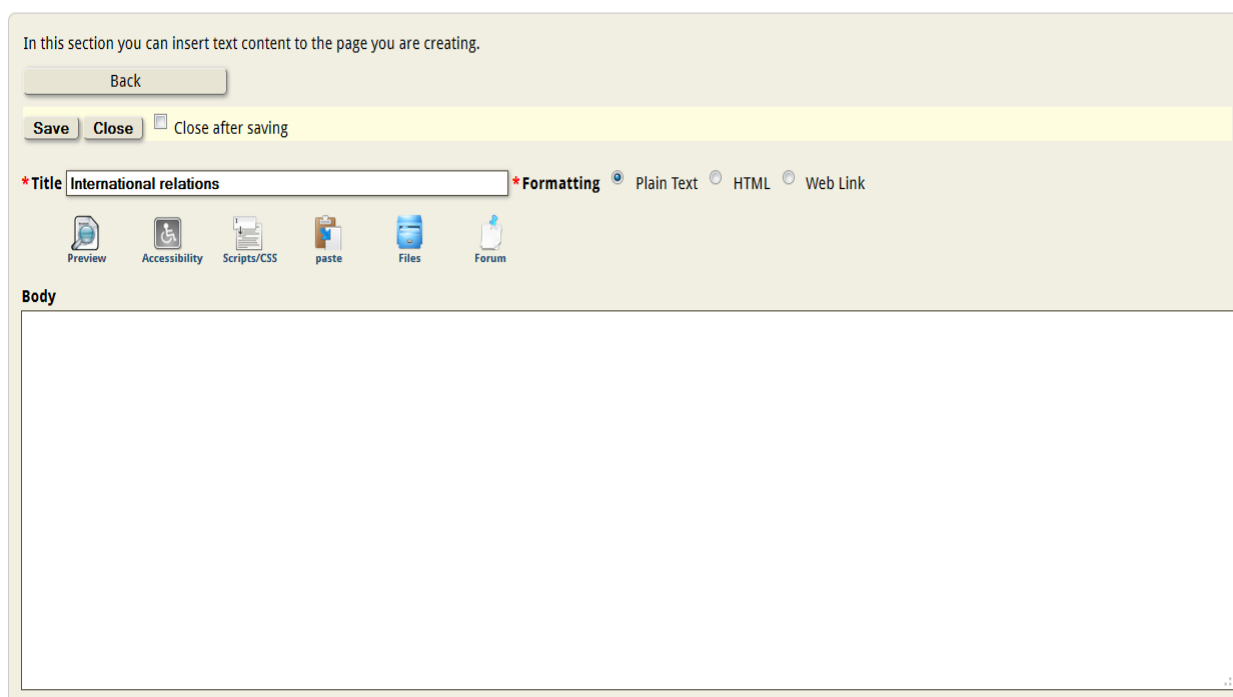 In this section you can insert text content to the page you are creating.
Back
Save Close Close after saving
*Title International relations *Formatting Plain Text HTML Web Link
Preview Accessibility Scripts/CSS paste Files Forum
Body